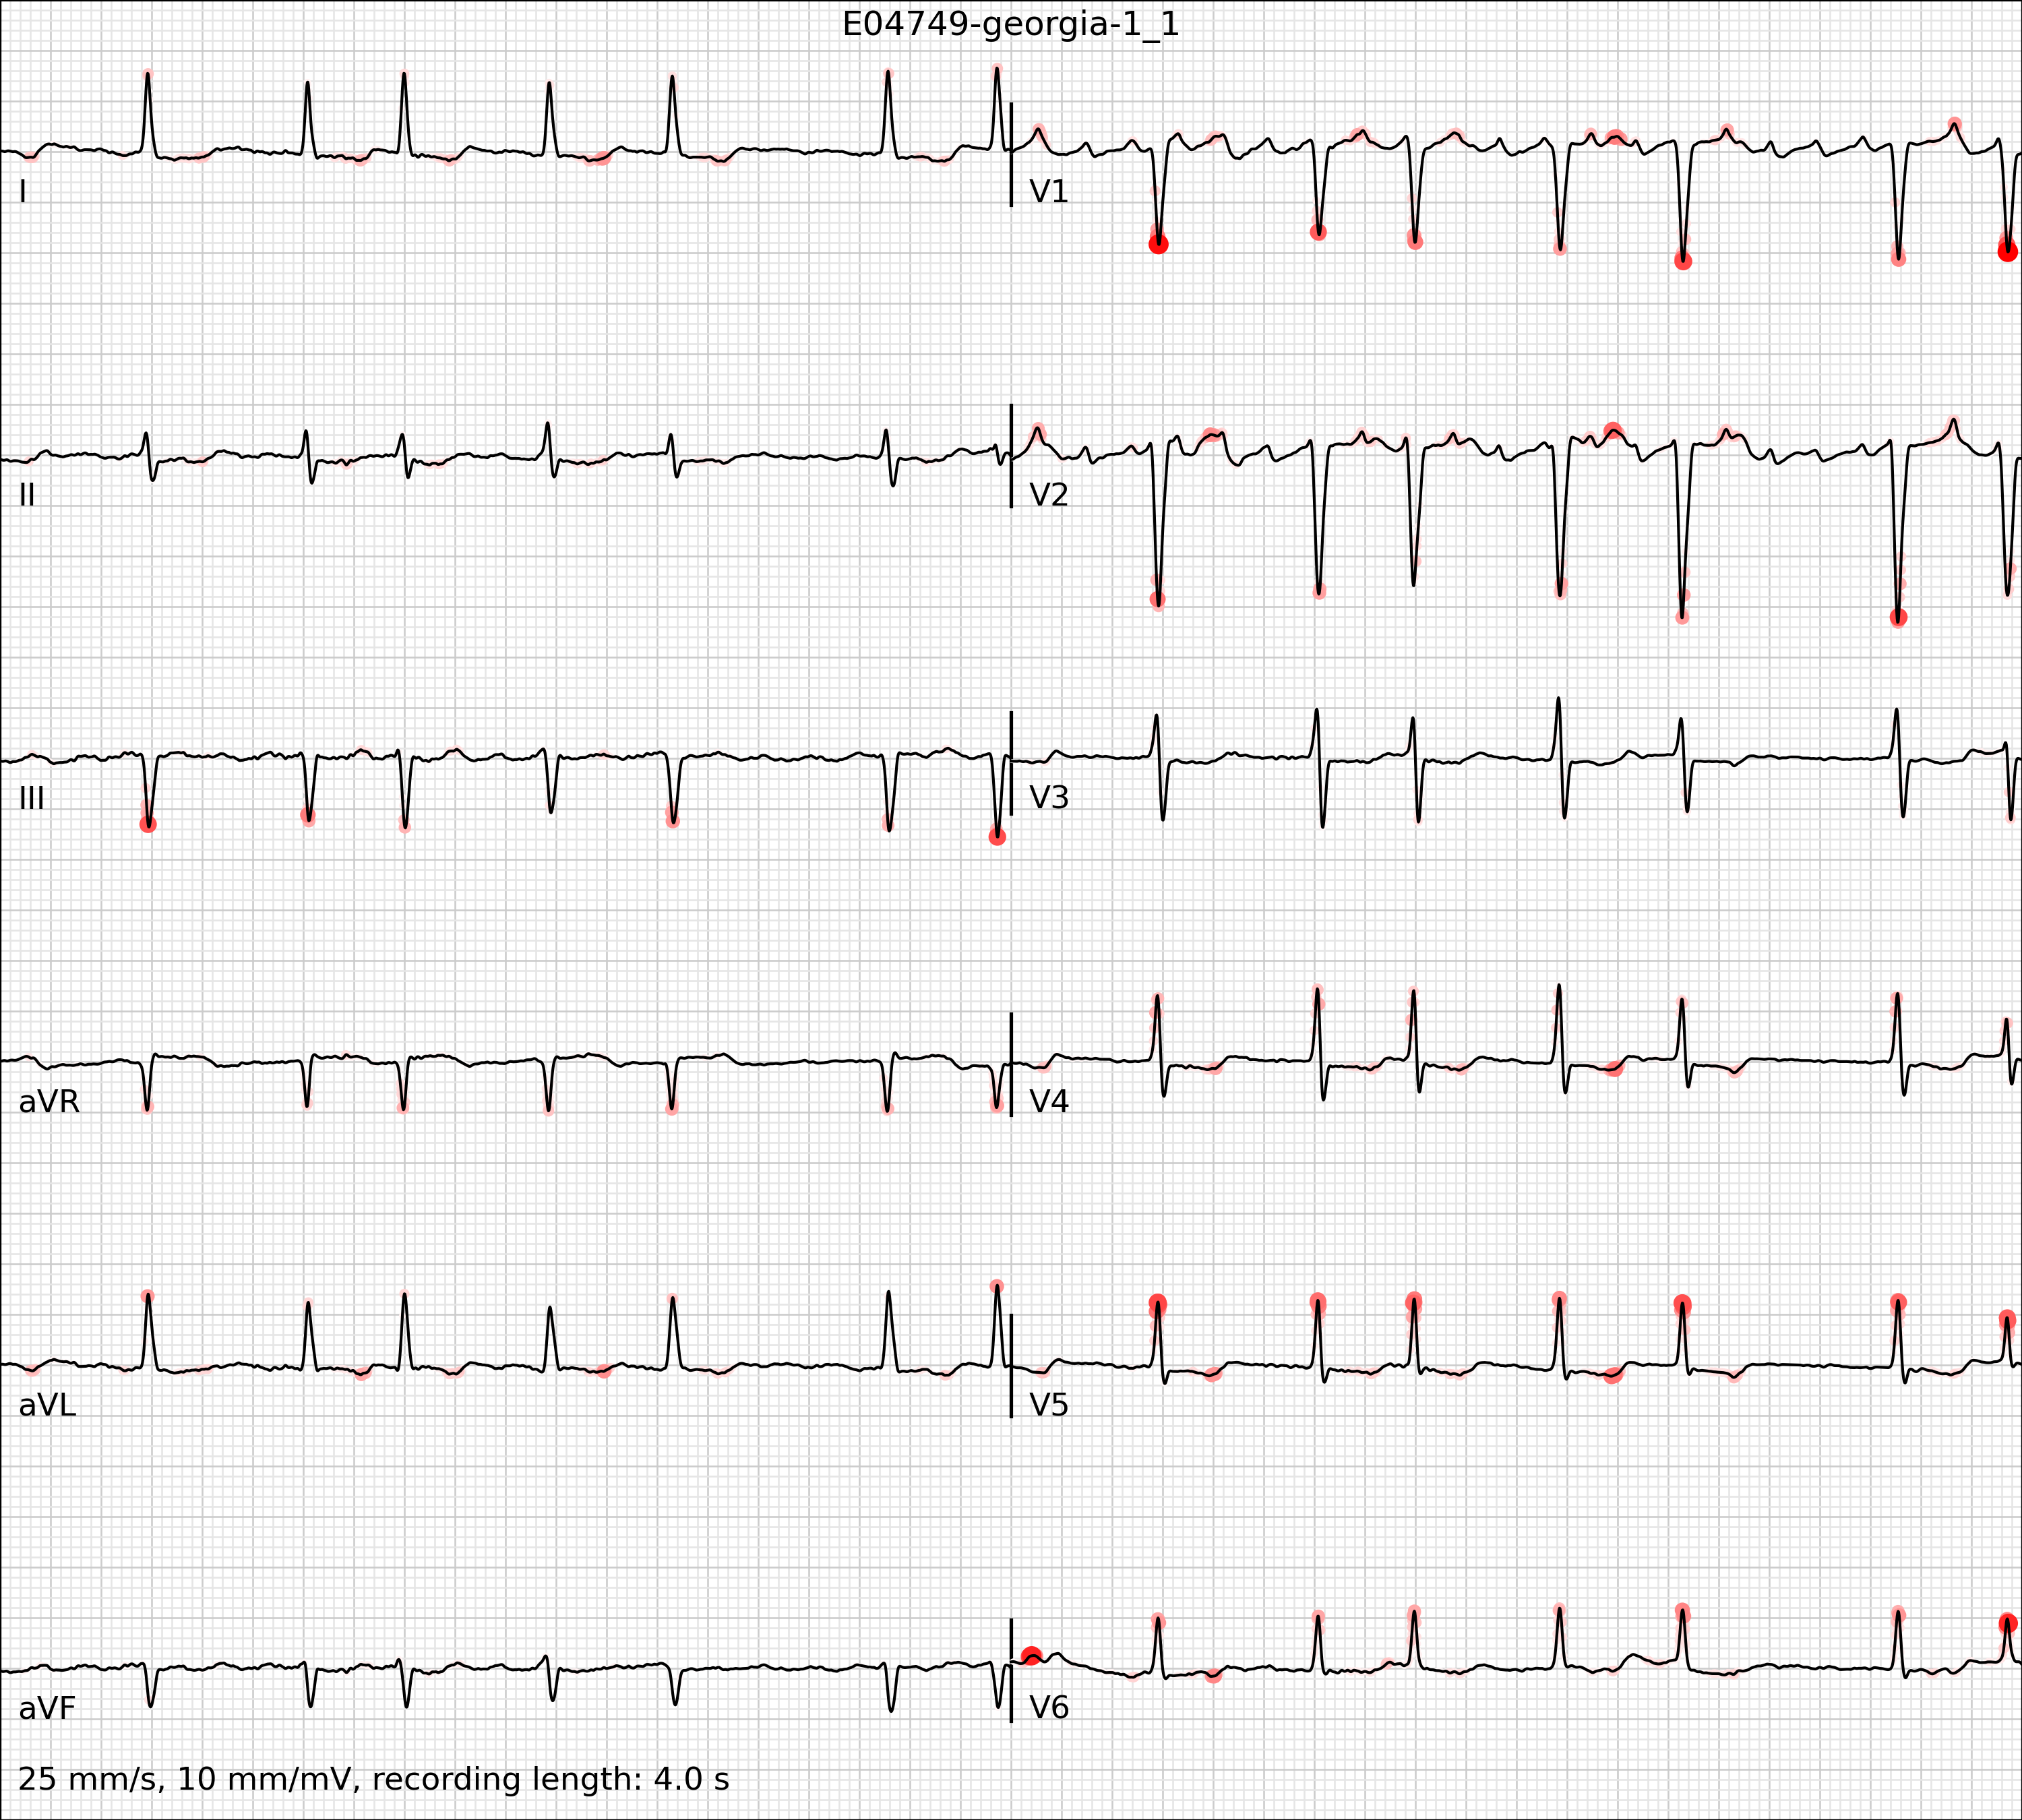 E04749-georgia-1_1
I
V1
II
V2
III
V3
aVR
V4
aVL
V5
aVF
V6
25 mm/s, 10 mm/mV, recording length: 4.0 s